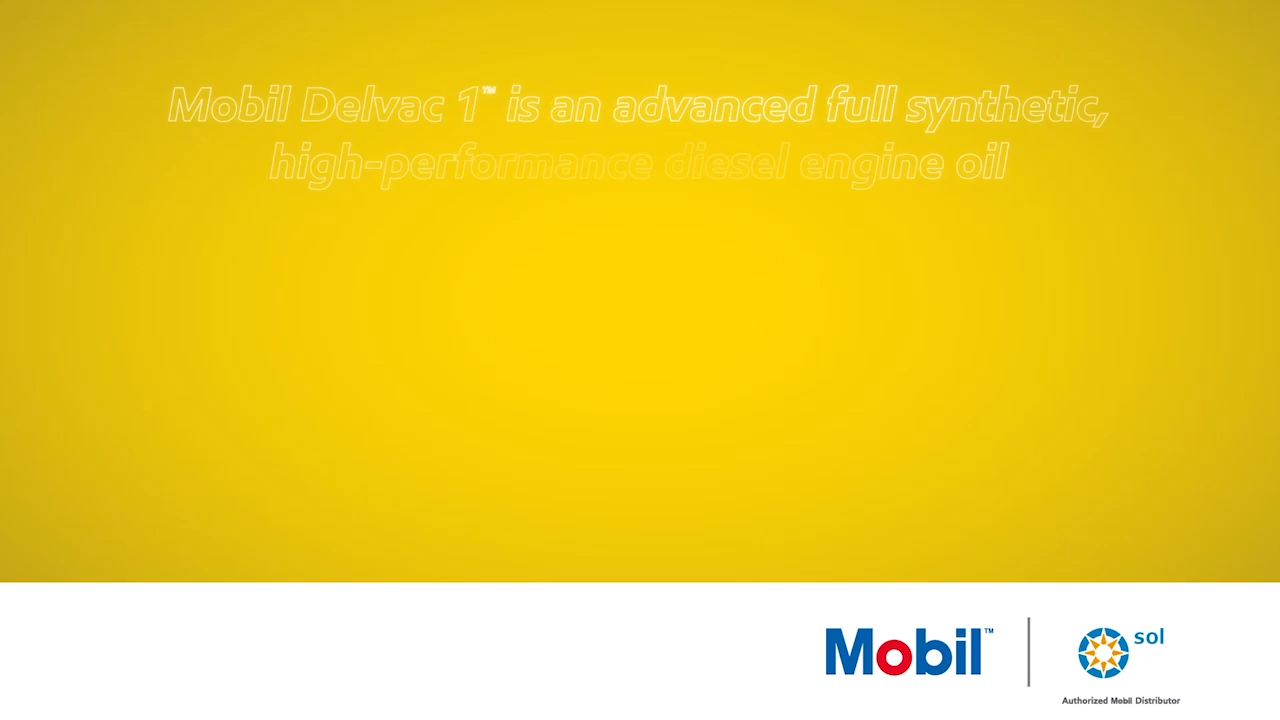 Mobil Delvac 1™ is an advanced full synthetic,
high-performance diesel engine oil
Mobil™
sol
Authorized Mobil Distributor